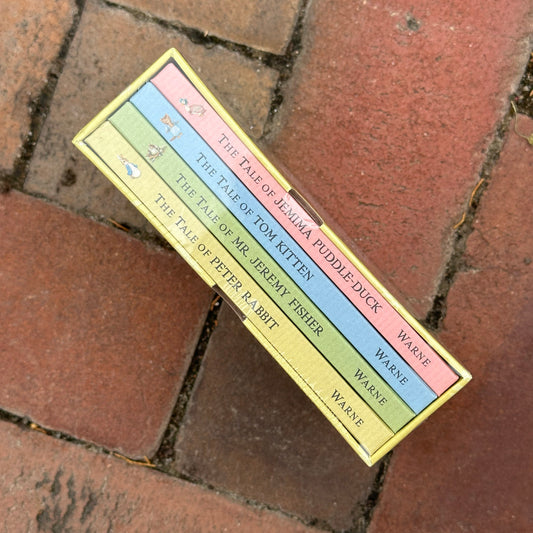 THE TALE OF JEMIMA PUDDLE-DUCK WARNE
THE TALE OF TOM KITTEN WARNE
THE TALE OF MR. JEREMY FISHER WARNE
THE TALE OF PETER RABBIT WARNE